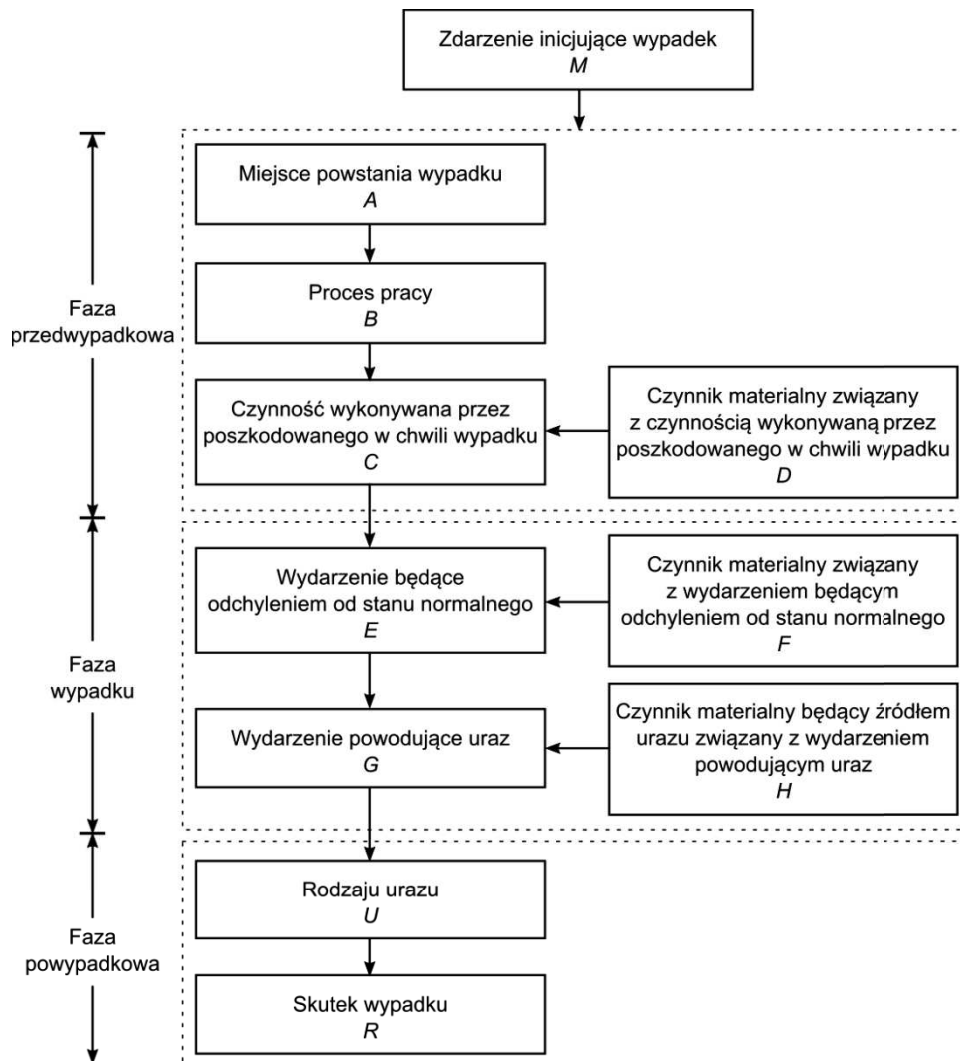 Zdarzenie inicjujące wypadek
M
Miejsce powstania wypadku
A
Proces pracy
B
Faza
przedwypadkowa
Czynność wykonywana przez
poszkodowanego w chwili wypadku
C
Czynnik materialny związany
z czynnością wykonywaną przez
poszkodowanego w chwili wypadku
D
Wydarzenie będące
odchyleniem od stanu normalnego
E
Czynnik materialny związany
z wydarzeniem będącym
odchyleniem od stanu normalnego
F
Faza
wypadku
Wydarzenie powodujące uraz
G
Czynnik materialny będący źródłem
urazu związany z wydarzeniem
powodującym uraz
H
Rodzaju urazu
U
Faza
powypadkowa
Skutek wypadku
R